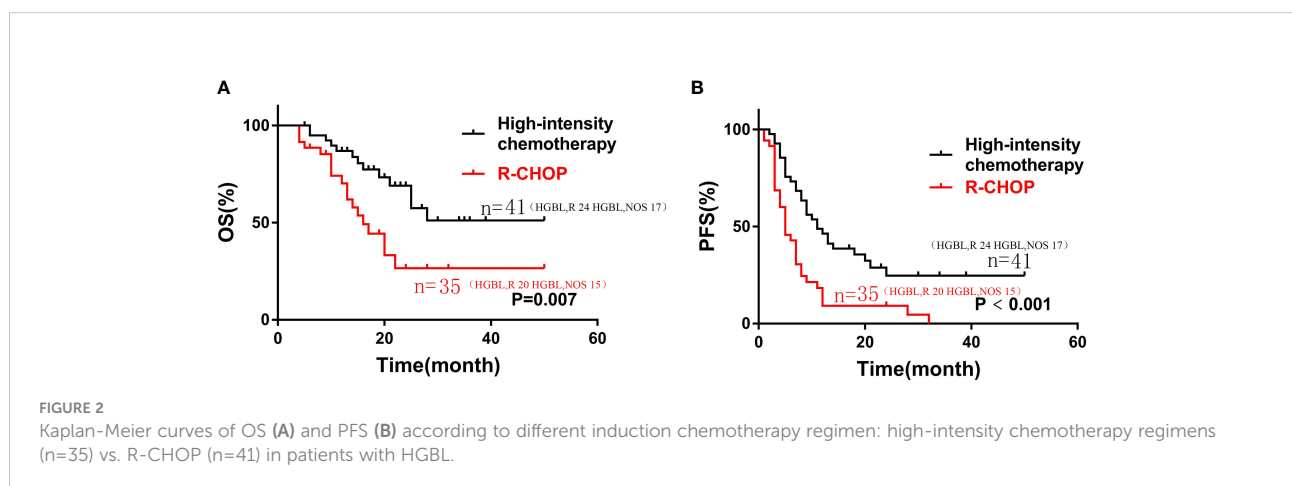 A
OS(%)
100
50
0
0 20 40 60
Time(month)
High-intensity
chemotherapy
R-CHOP
n=41 (HGBL,R 24 HGBL,NOS 17)
n=35 (HGBL,R 20 HGBL,NOS 15)
P=0.007
B
PFS(%)
100
50
0
0 20 40 60
Time(month)
High-intensity
chemotherapy
R-CHOP
(HGBL,R 24 HGBL,NOS 17)
n=41
n=35 (HGBL,R 20 HGBL,NOS 15)
P < 0.001
FIGURE 2
Kaplan-Meier curves of OS (A) and PFS (B) according to different induction chemotherapy regimen: high-intensity chemotherapy regimens
(n=35) vs. R-CHOP (n=41) in patients with HGBL.